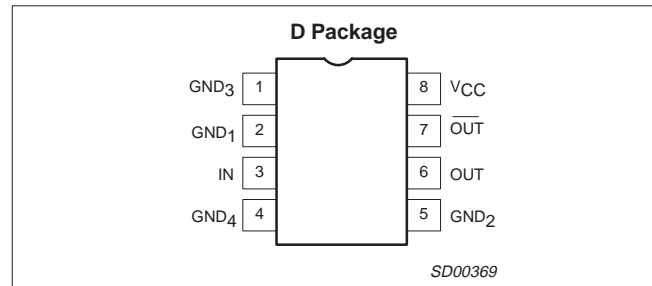 D Package
GND3 1 8 VCC
GND1 2 7 OUT
IN 3 6 OUT
GND4 4 5 GND2
SD00369